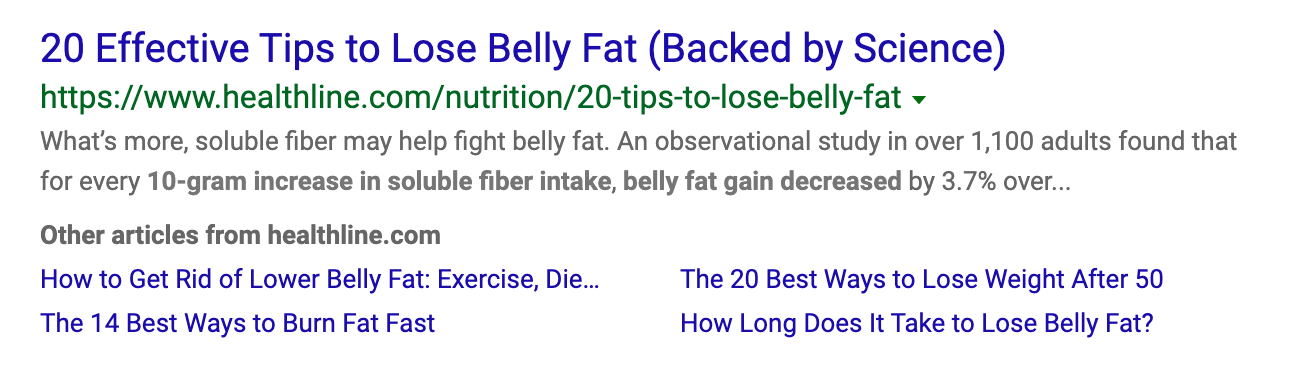 20 Effective Tips to Lose Belly Fat (Backed by Science)
https://www.healthline.com/nutrition/20-tips-to-lose-belly-fat
What’s more, soluble fiber may help fight belly fat. An observational study in over 1,100 adults found that
for every 10-gram increase in soluble fiber intake, belly fat gain decreased by 3.7% over...
Other articles from healthline.com
How to Get Rid of Lower Belly Fat: Exercise, Die...
The 20 Best Ways to Lose Weight After 50
The 14 Best Ways to Burn Fat Fast
How Long Does It Take to Lose Belly Fat?